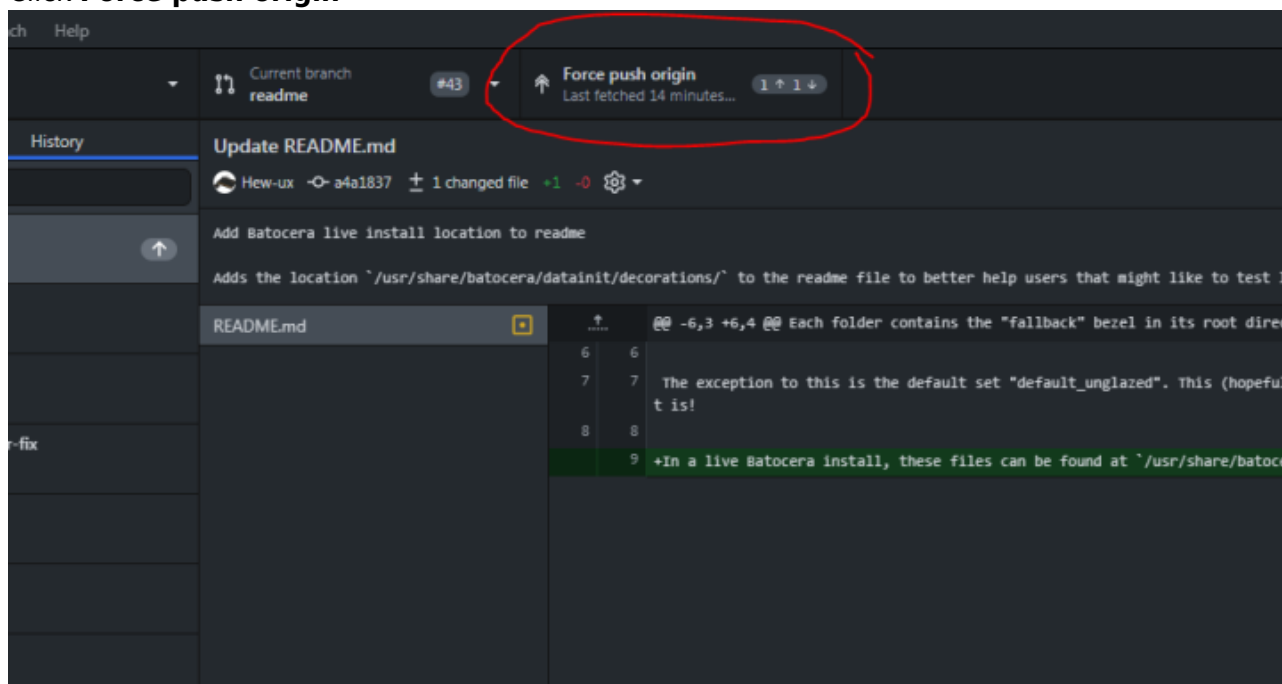 Click Force push origin
Help
Current branch
readme
#43
Force push origin
Last fetched 14 minutes...
1 ↑ 1 ↓
History
Update README.md
Hew-ux a4a1837 1 changed file +1 -0
Add Batocera live install location to readme
Adds the location `/usr/share/batocera/datainit/decorations/` to the readme file to better help users that might like to test
README.md
@@ -6,3 +6,4 @@ Each folder contains the "fallback" bezel in its root
6 6
7 7 The exception to this is the default set "default_unglazed". This
t is!
8 8
9 +In a live Batocera install, these files can be found at `/usr/share/
r-fix